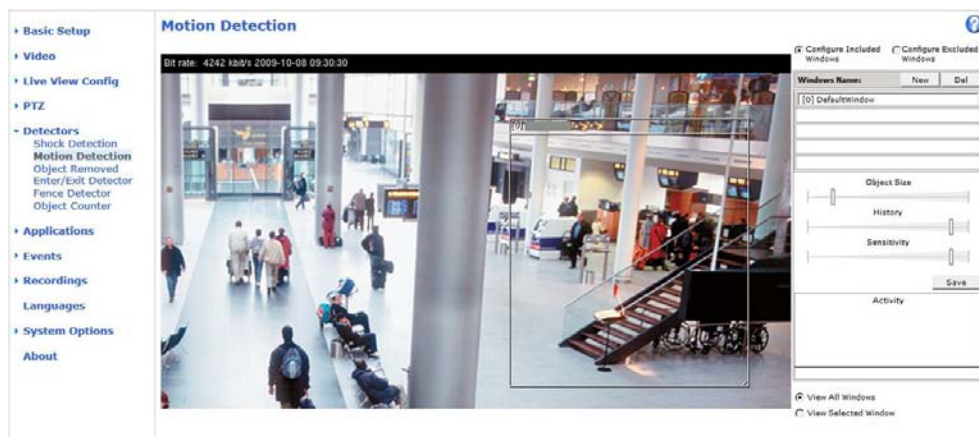 Motion Detection
Basic Setup
Video
Live View Config
PTZ
Detectors
Shock Detection
Motion Detection
Object Removed
Enter/Exit Detector
Fence Detector
Object Counter
Applications
Events
Recordings
Languages
System Options
About
Bit rate: 4242 kbit/s 2009-10-08 09:30:30
[0]
Configure Included Windows
Configure Excluded Windows
Windows Name: New Del
[0] DefaultWindow
Object Size
History
Sensitivity
Save
Activity
View All Windows
View Selected Window